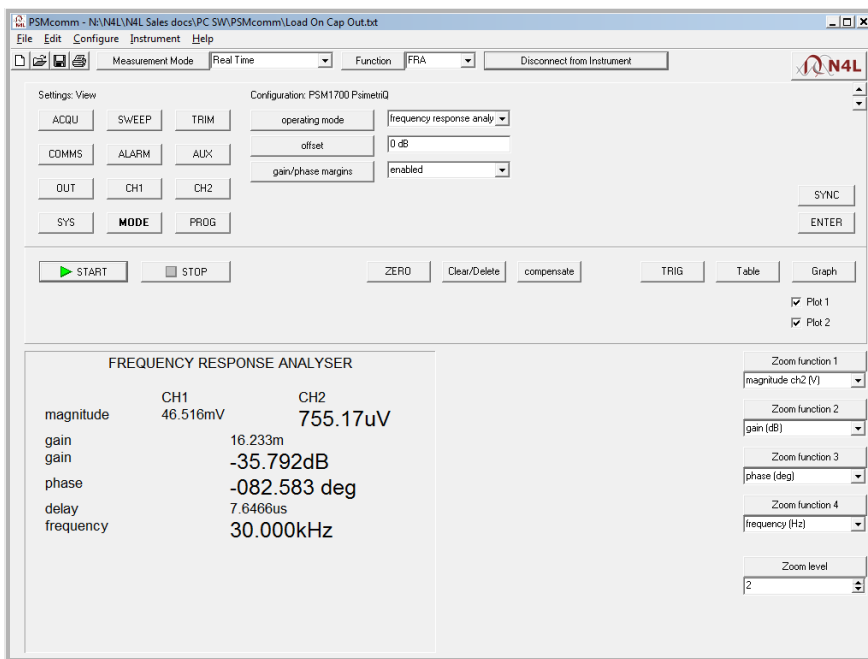 PSMcomm - N:\N4L\N4L Sales docs\PC SW\PSMcomm\Load On Cap Out.txt
File Edit Configure Instrument Help
Measurement Mode Real Time Function FRA Disconnect from Instrument
N4L
Settings: View Configuration: PSM1700 PsimetriQ
ACQU SWEEP TRIM operating mode frequency response analy
COMMS ALARM AUX offset 0 dB
gain/phase margins enabled
OUT CH1 CH2
SYNC
SYS MODE PROG ENTER
START STOP ZERO Clear/Delete compensate TRIG Table Graph
Plot 1
Plot 2
FREQUENCY RESPONSE ANALYSER
CH1 CH2
magnitude 46.516mV 755.17uV
gain 16.233m
gain -35.792dB
phase -082.583 deg
delay 7.6466us
frequency 30.000kHz
Zoom function 1
magnitude ch2 (V)
Zoom function 2
gain (dB)
Zoom function 3
phase (deg)
Zoom function 4
frequency (Hz)
Zoom level
2